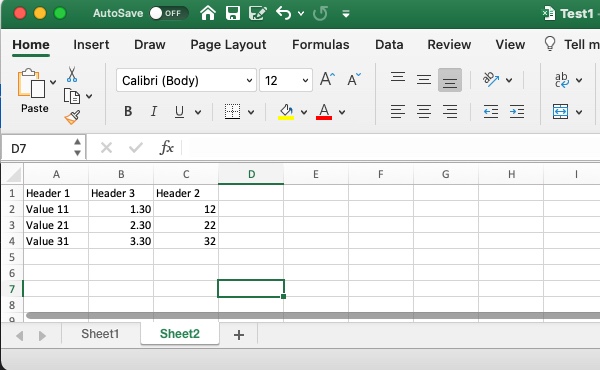 AutoSave OFF Test1
Home Insert Draw Page Layout Formulas Data Review View Tell m
Paste Calibri (Body) 12 A A ab
B I U A
D7 fx
A B C D E F G H I
1 Header 1 Header 3 Header 2
2 Value 11 1.30 12
3 Value 21 2.30 22
4 Value 31 3.30 32
5
6
7
8
9
Sheet1 Sheet2 +